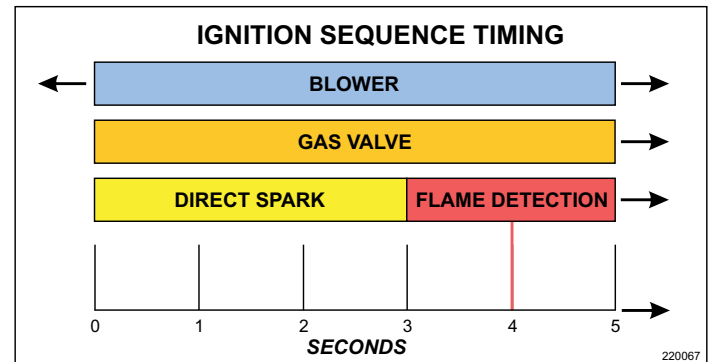 IGNITION SEQUENCE TIMING
BLOWER
GAS VALVE
DIRECT SPARK FLAME DETECTION
0 1 2 3 4 5
SECONDS
220067